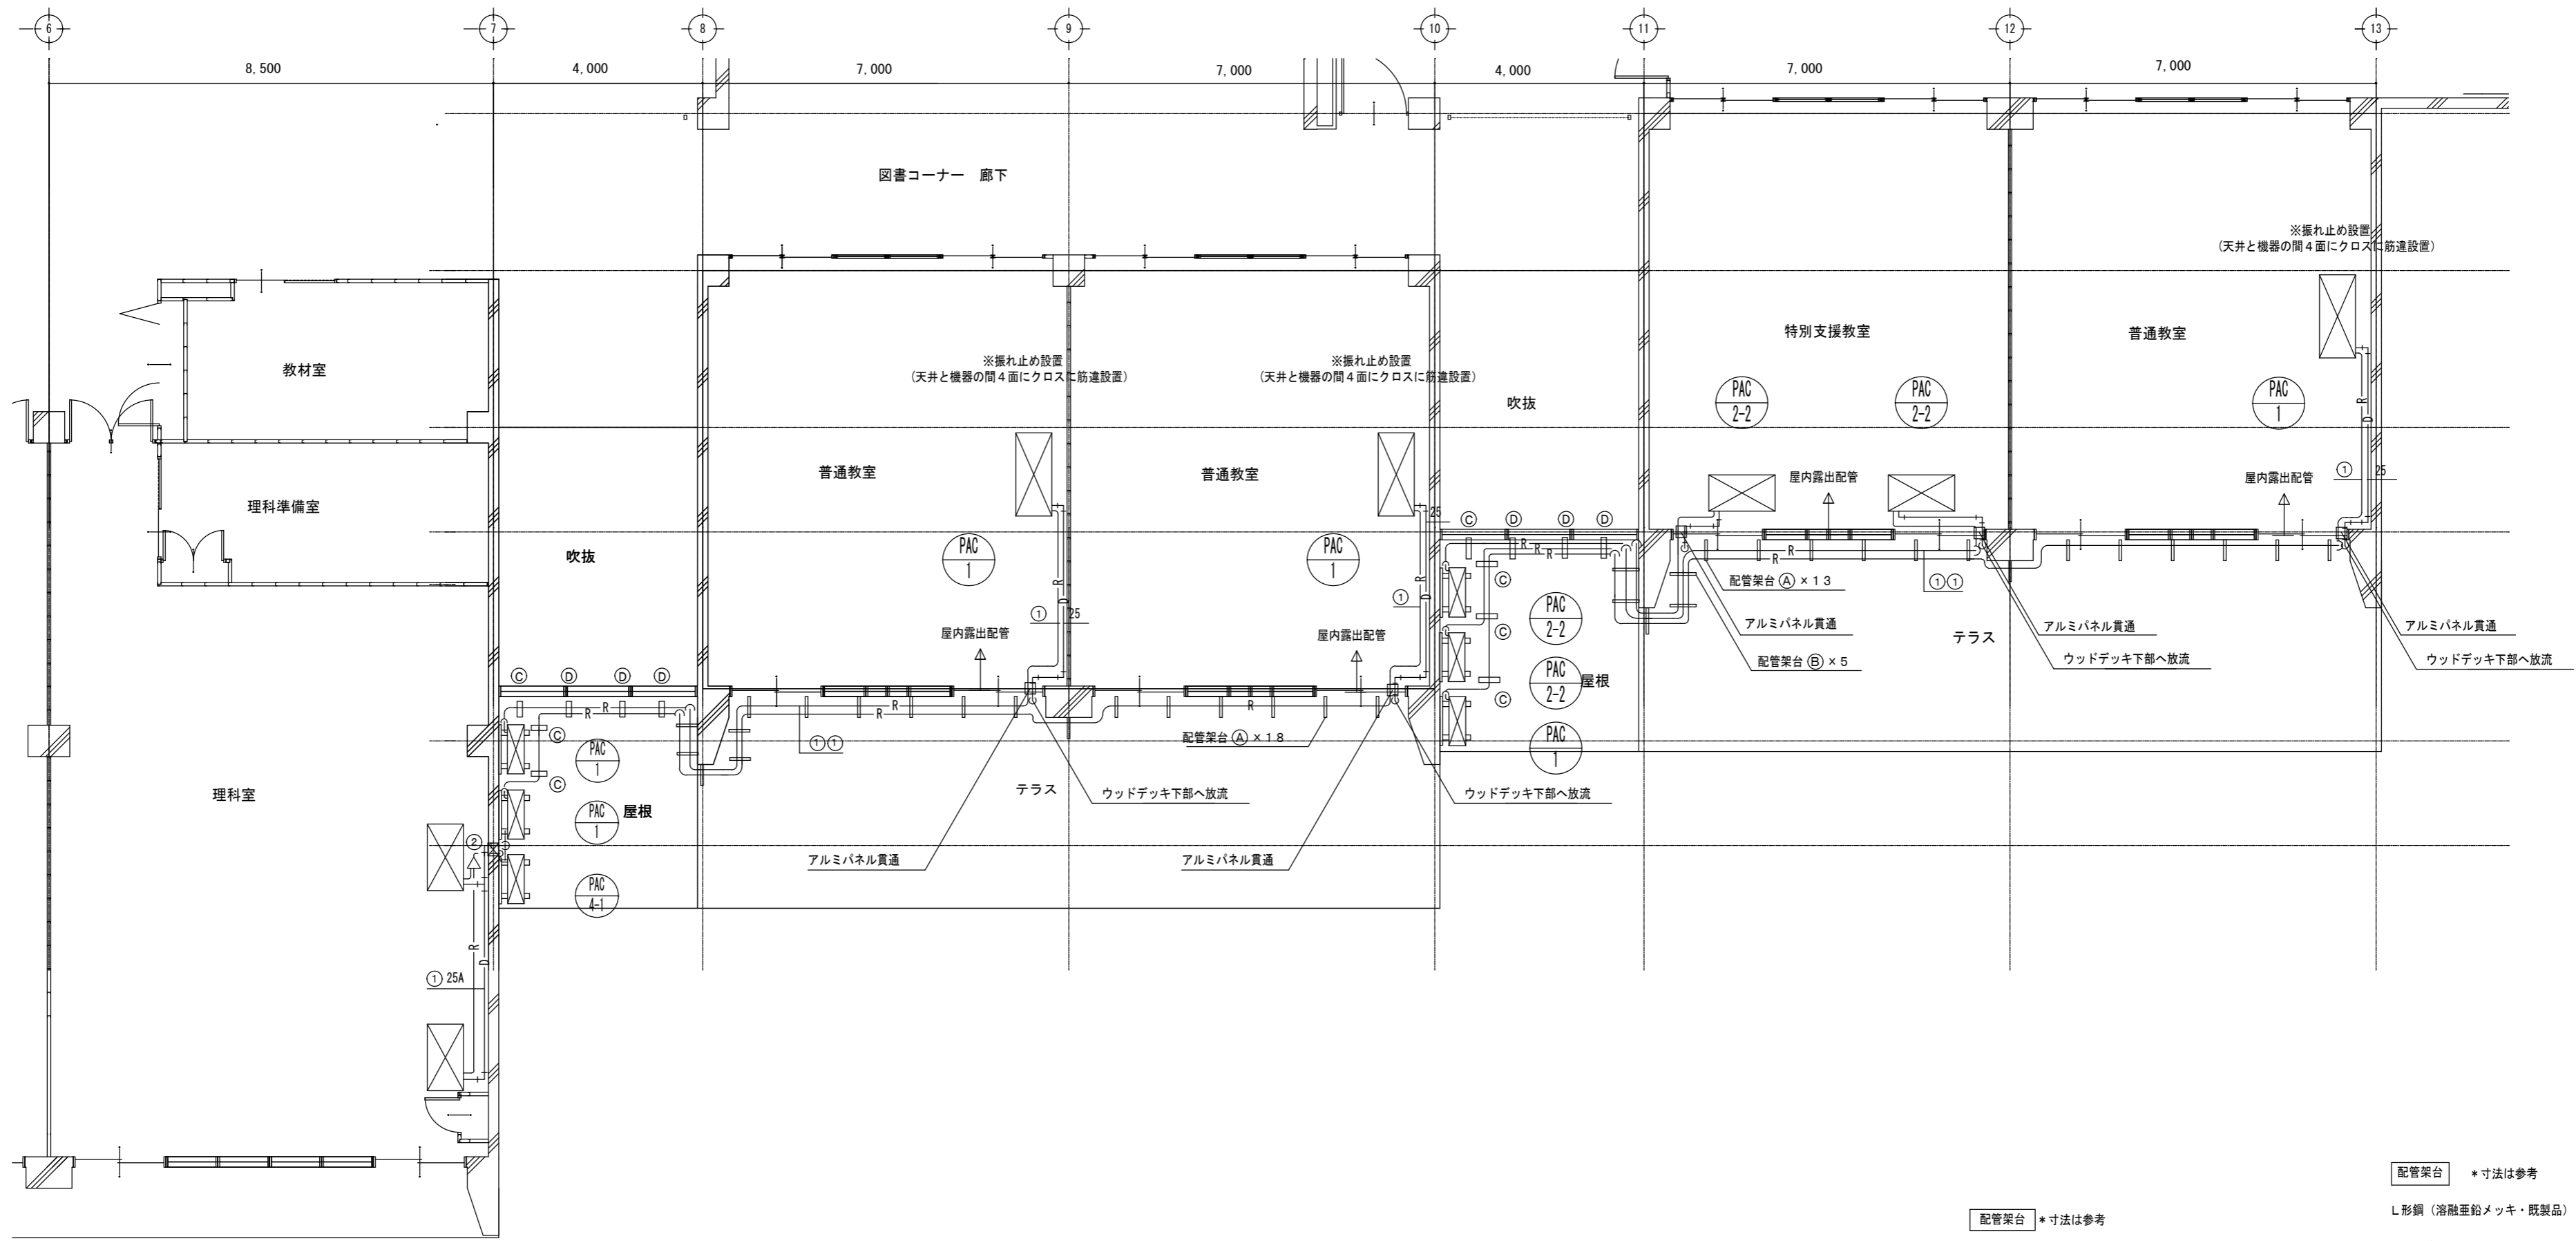 6 7 8 9 10 11 12 13
8,500 4,000 7,000 7,000 4,000 7,000 7,000
図書コーナー 廊下
※振れ止め設置
(天井と機器の間4面にクロスに筋違設置)
教材室
※振れ止め設置
(天井と機器の間4面にクロスに筋違設置)
※振れ止め設置
(天井と機器の間4面にクロスに筋違設置)
吹抜
特別支援教室
普通教室
PAC
2-2
PAC
2-2
PAC
1
R
D
① 25
理科準備室
普通教室
普通教室
屋内露出配管
屋内露出配管
25
Ⓒ Ⓓ Ⓓ Ⓓ
吹抜
PAC
1
PAC
1
R
D
① 25
R
D
①
R R R
R
R
Ⓒ
Ⓒ
Ⓒ
配管架台 Ⓐ ×13
①①
PAC
2-2
PAC
2-2
PAC
1
屋根
アルミパネル貫通
配管架台 Ⓑ ×5
テラス
アルミパネル貫通
ウッドデッキ下部へ放流
アルミパネル貫通
ウッドデッキ下部へ放流
屋内露出配管
屋内露出配管
Ⓒ Ⓓ Ⓓ Ⓓ
R
R
R
R
R
Ⓒ
Ⓒ
①①
配管架台 Ⓐ ×18
PAC
1
PAC
1
PAC
4-1
屋根
理科室
テラス
ウッドデッキ下部へ放流
ウッドデッキ下部へ放流
アルミパネル貫通
アルミパネル貫通
②
R
D
① 25A
配管架台 *寸法は参考
L形鋼(溶融亜鉛メッキ・既製品)
配管架台 *寸法は参考